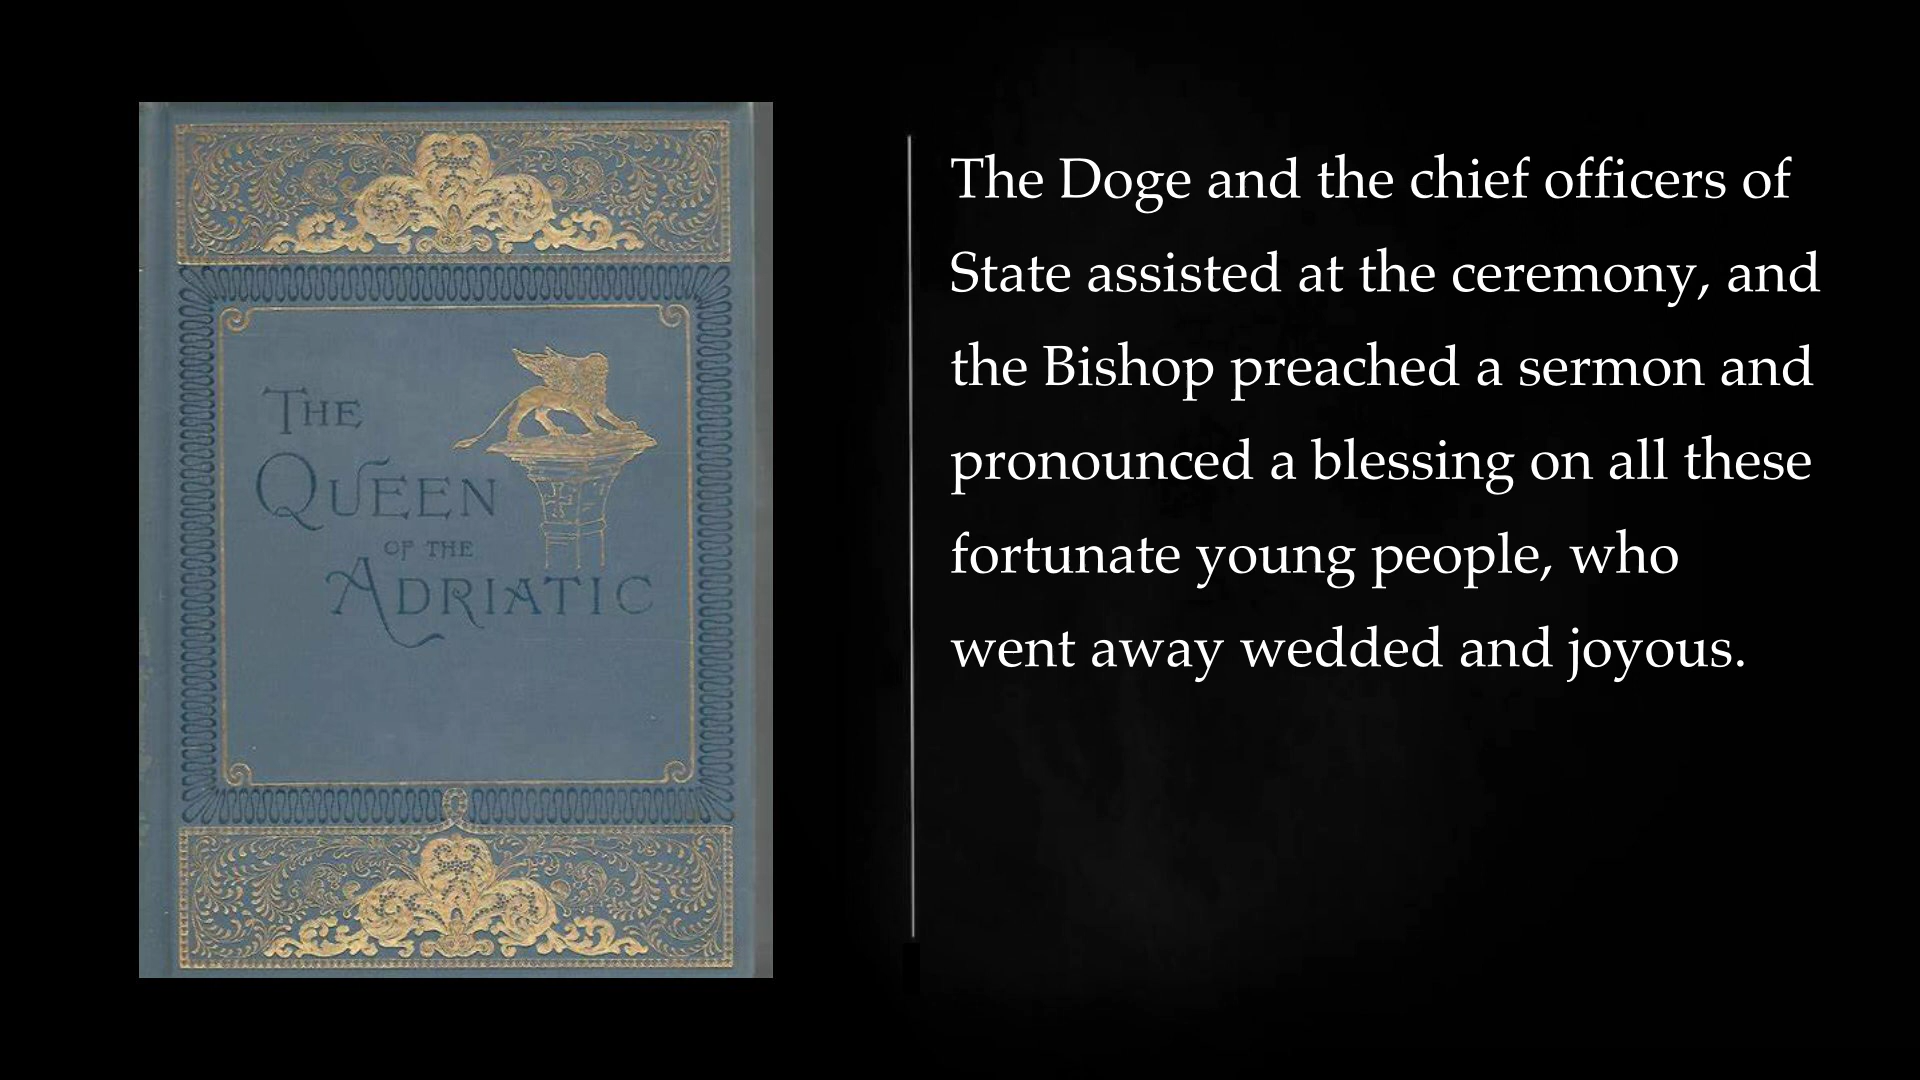 THE
QUEEN
OF THE
ADRIATIC
The Doge and the chief officers of
State assisted at the ceremony, and
the Bishop preached a sermon and
pronounced a blessing on all these
fortunate young people, who
went away wedded and joyous.